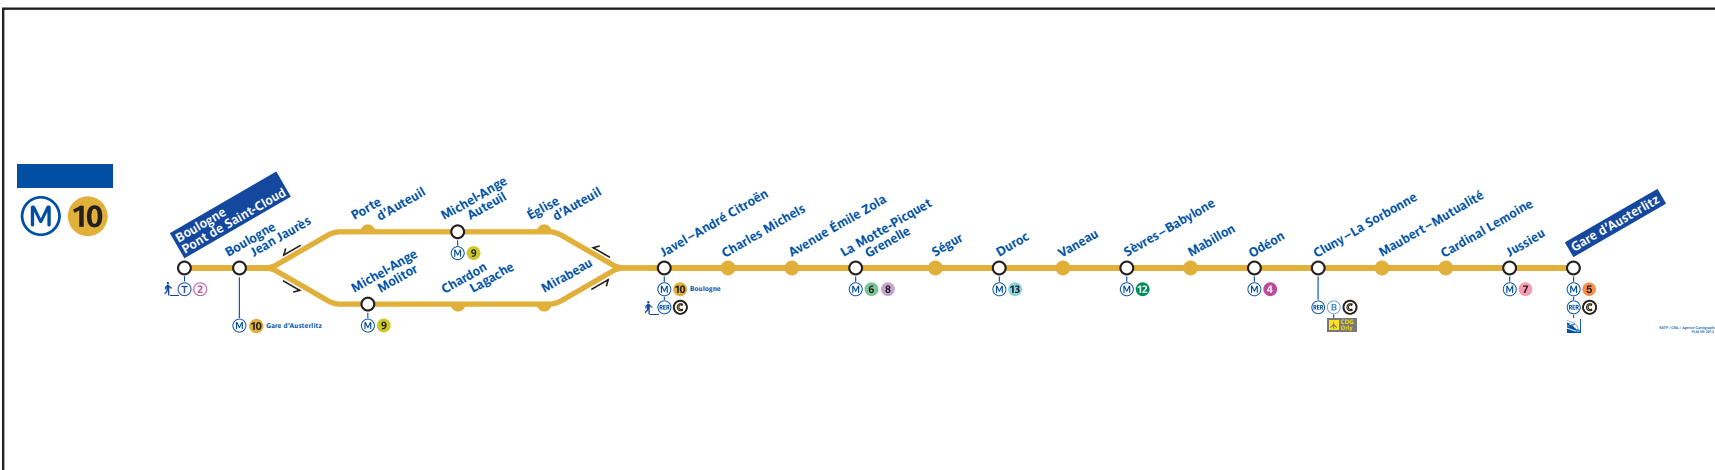 M 10
Boulogne
Pont de Saint-Cloud
T 2
Boulogne
Jean Jaurès
M 10 Gare d'Austerlitz
Porte
d'Auteuil
Michel-Ange
Auteuil
M 9
Église
d'Auteuil
Michel-Ange
Molitor
M 9
Chardon
Lagache
Mirabeau
Javel–André Citroën
M 10 Boulogne
RER C
Charles Michels
Avenue Émile Zola
La Motte-Picquet
Grenelle
M 6 8
Ségur
Duroc
M 13
Vaneau
Sèvres–Babylone
M 12
Mabillon
Odéon
M 4
Cluny–La Sorbonne
RER B C
CDG
Orly
Maubert–Mutualité
Cardinal Lemoine
Jussieu
M 7
Gare d'Austerlitz
M 5
RER C